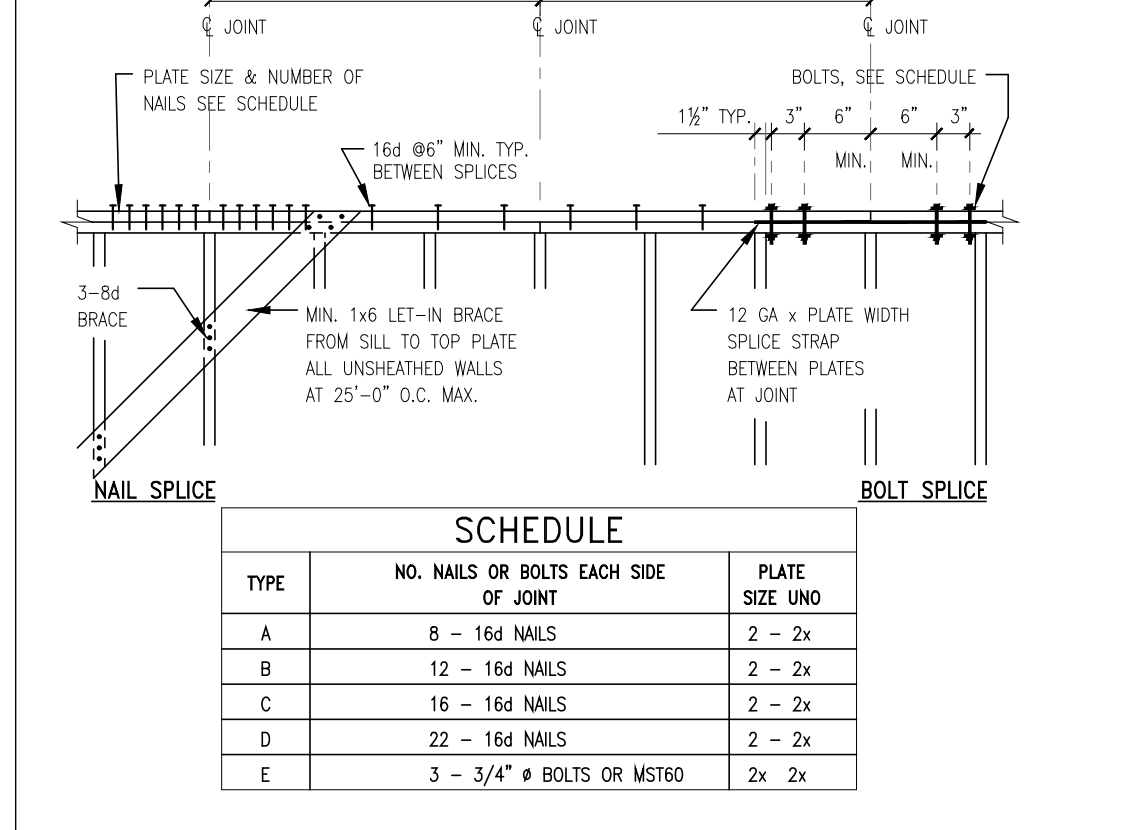 ℄ JOINT
℄ JOINT
℄ JOINT
PLATE SIZE & NUMBER OF
NAILS SEE SCHEDULE
BOLTS, SEE SCHEDULE
1½" TYP.
3"
6"
6"
3"
MIN.
MIN.
16d @6" MIN. TYP.
BETWEEN SPLICES
3-8d
BRACE
MIN. 1x6 LET-IN BRACE
FROM SILL TO TOP PLATE
ALL UNSHEATHED WALLS
AT 25'-0" O.C. MAX.
12 GA x PLATE WIDTH
SPLICE STRAP
BETWEEN PLATES
AT JOINT
NAIL SPLICE
BOLT SPLICE
SCHEDULE
TYPE
NO. NAILS OR BOLTS EACH SIDE
OF JOINT
PLATE
SIZE UNO
A 8 - 16d NAILS 2 - 2x
B 12 - 16d NAILS 2 - 2x
C 16 - 16d NAILS 2 - 2x
D 22 - 16d NAILS 2 - 2x
E 3 - 3/4" ø BOLTS OR MST60 2x 2x